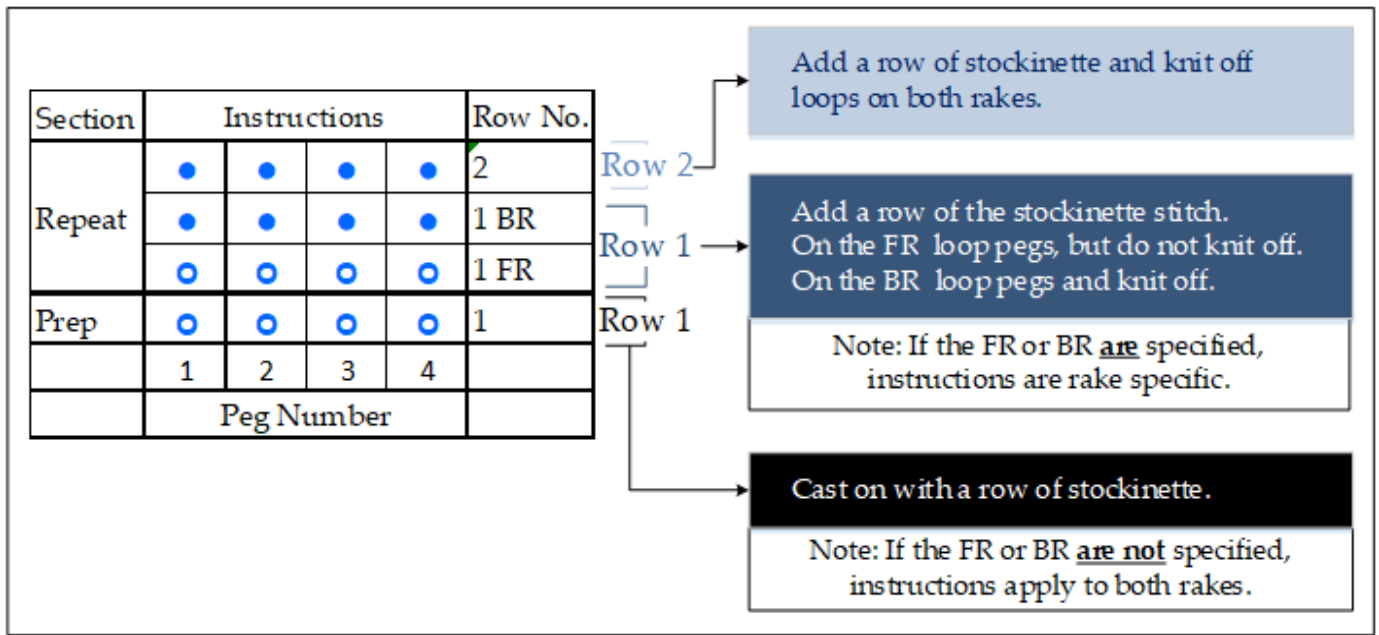 Section Instructions Row No.
2
Repeat 1 BR
1 FR
Prep 1
1 2 3 4
Peg Number
Row 2
Row 1
Row 1
Add a row of stockinette and knit off
loops on both rakes.
Add a row of the stockinette stitch.
On the FR loop pegs, but do not knit off.
On the BR loop pegs and knit off.
Note: If the FR or BR are specified,
instructions are rake specific.
Cast on with a row of stockinette.
Note: If the FR or BR are not specified,
instructions apply to both rakes.